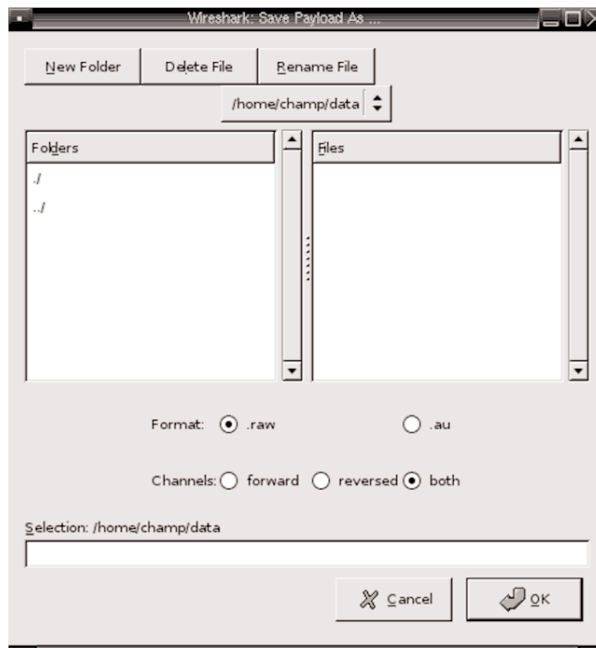 Wireshark: Save Payload As ...
New Folder Delete File Rename File
/home/champ/data
Folders Files
./
../
Format: .raw .au
Channels: forward reversed both
Selection: /home/champ/data
Cancel OK